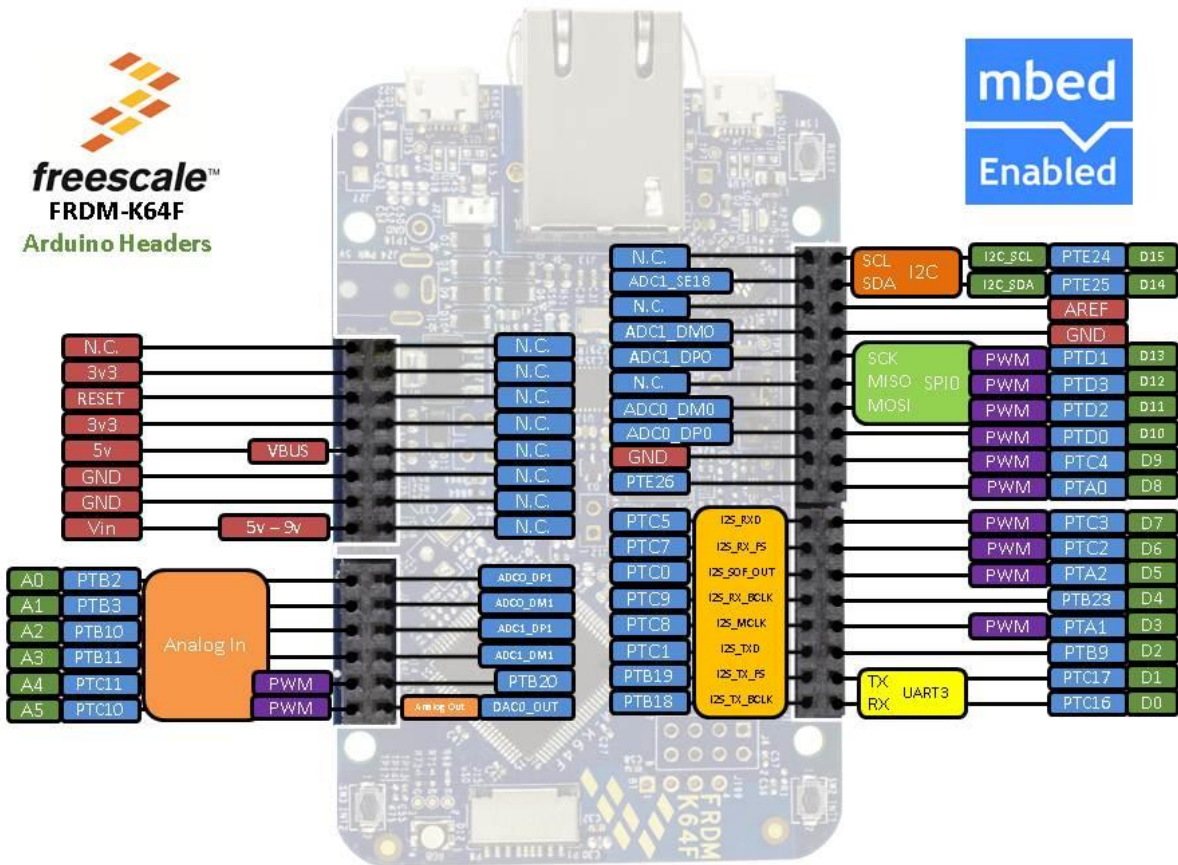 freescale™
FRDM-K64F
Arduino Headers
mbed
Enabled
N.C.
3v3
RESET
3v3
5v VBUS
GND
GND
Vin 5v – 9v
N.C.
N.C.
N.C.
N.C.
N.C.
N.C.
N.C.
N.C.
A0 PTB2
A1 PTB3
A2 PTB10
A3 PTB11
A4 PTC11
A5 PTC10
Analog In
PWM
PWM
ADC0_DP1
ADC0_DM1
ADC1_DP1
ADC1_DM1
PTB20
Analog Out DAC0_OUT
N.C.
ADC1_SE18
N.C.
ADC1_DM0
ADC1_DP0
N.C.
ADC0_DM0
ADC0_DP0
GND
PTE26
SCL
SDA
I2C
I2C_SCL PTE24 D15
I2C_SDA PTE25 D14
AREF
GND
SCK
MISO
MOSI
SPI0
PWM PTD1 D13
PWM PTD3 D12
PWM PTD2 D11
PWM PTD0 D10
PWM PTC4 D9
PWM PTA0 D8
PTC5 I2S_RXD
PTC7 I2S_RX_FS
PTC0 I2S_SOF_OUT
PTC9 I2S_RX_BCLK
PTC8 I2S_MCLK
PTC1 I2S_TXD
PTB19 I2S_TX_FS
PTB18 I2S_TX_BCLK
PWM PTC3 D7
PWM PTC2 D6
PWM PTA2 D5
PTB23 D4
PWM PTA1 D3
PTB9 D2
TX
RX
UART3
PTC17 D1
PTC16 D0
K64F
FRDM
K64F